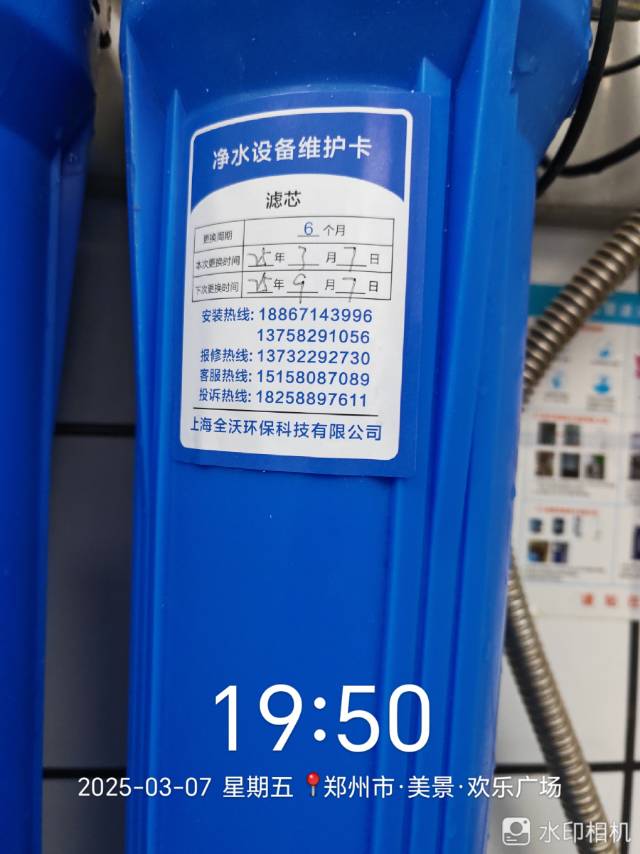 净水设备维护卡
滤芯
更换周期 6 个月
本次更换时间 25年3月7日
下次更换时间 25年9月7日
安装热线: 18867143996
13758291056
报修热线: 13732292730
客服热线: 15158087089
投诉热线: 18258897611
上海全沃环保科技有限公司
19:50
2025-03-07 星期五 郑州市·美景·欢乐广场
水印相机